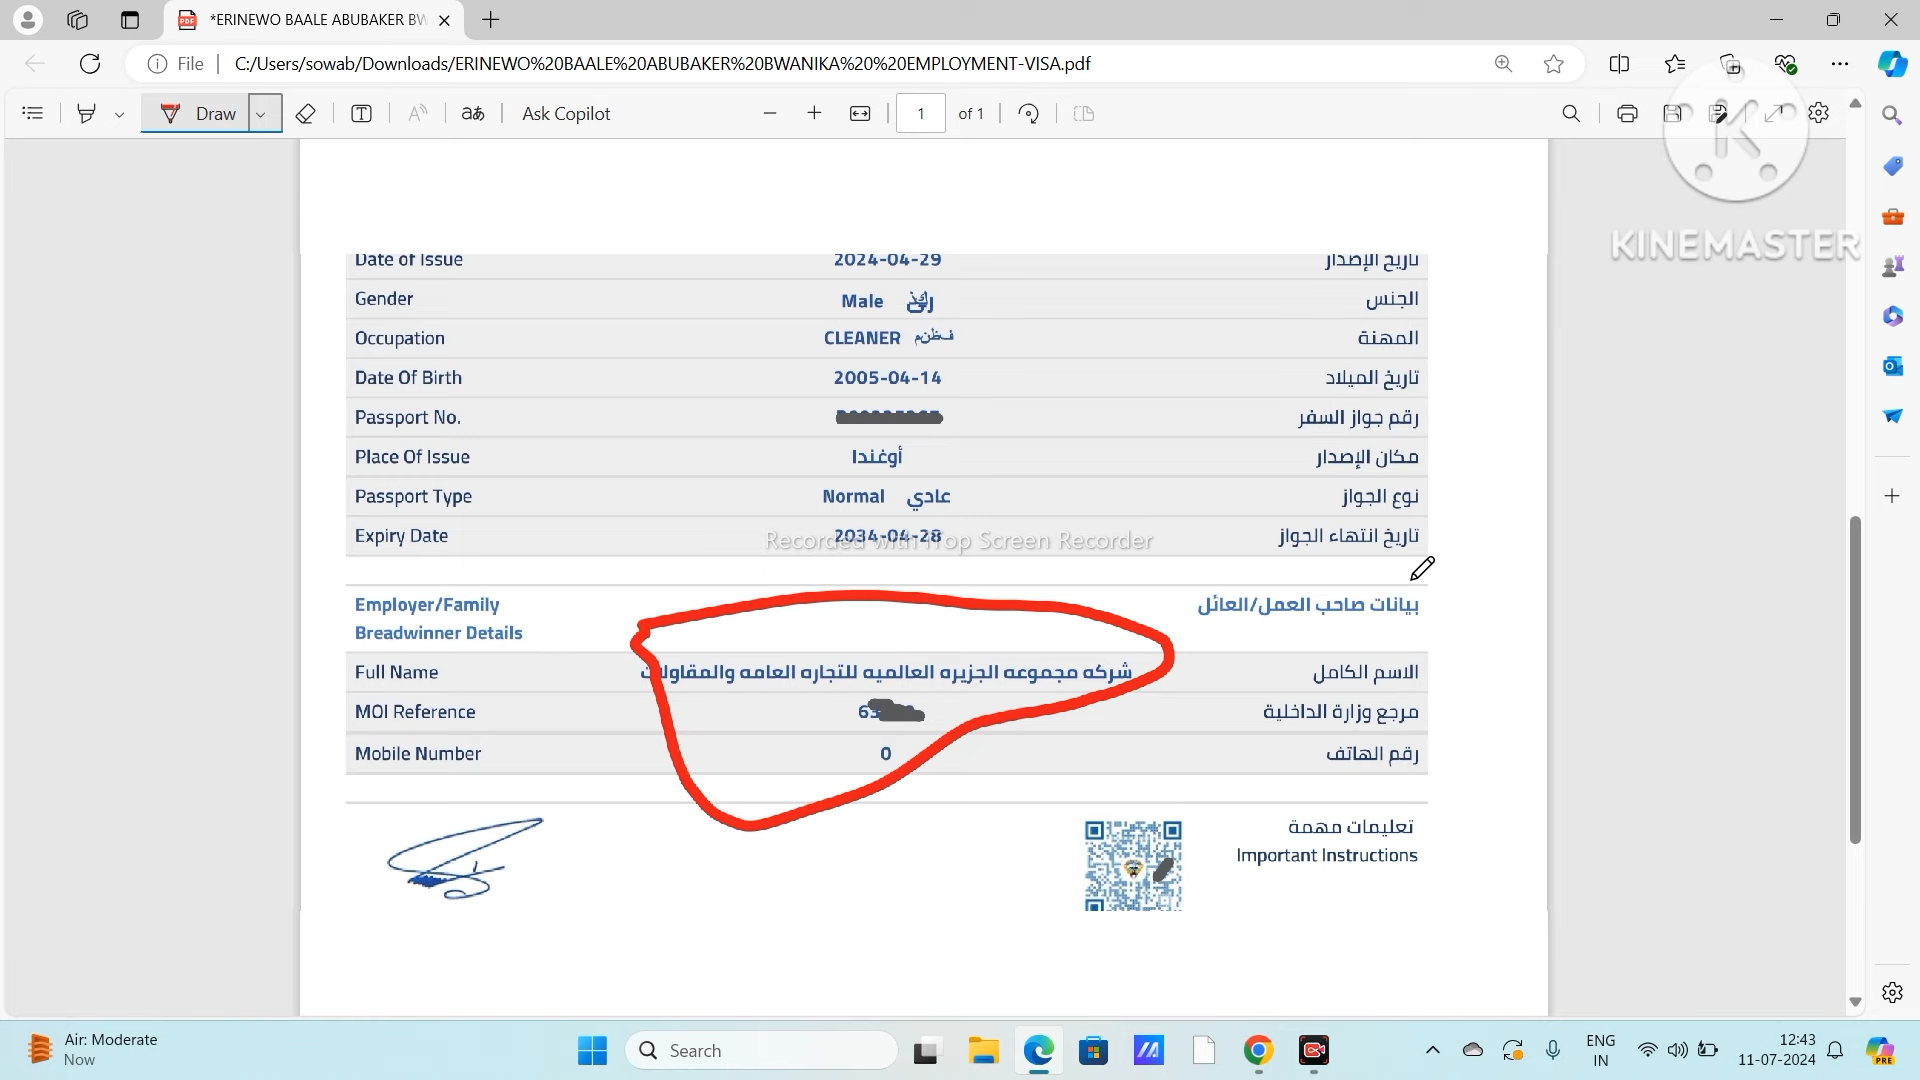 *ERINEWO BAALE ABUBAKER BW
File C:/Users/sowab/Downloads/ERINEWO%20BAALE%20ABUBAKER%20BWANIKA%20%20EMPLOYMENT-VISA.pdf
Draw aあ Ask Copilot 1 of 1
KINEMASTER
Date of Issue 2024-04-29 تاريخ الإصدار
Gender Male الجنس
Occupation CLEANER المهنة
Date Of Birth 2005-04-14 تاريخ الميلاد
Passport No. رقم جواز السفر
Place Of Issue أوغندا مكان الإصدار
Passport Type Normal عادي نوع الجواز
Expiry Date 2034-04-28 تاريخ انتهاء الجواز
Recorded with iTop Screen Recorder
Employer/Family بيانات صاحب العمل/العائل
Breadwinner Details
Full Name شركه مجموعه الجزيره العالميه للتجاره العامه والمقاولات الاسم الكامل
MOI Reference مرجع وزارة الداخلية
Mobile Number 0 رقم الهاتف
تعليمات مهمة
Important Instructions
Air: Moderate
Now
Search
ENG
IN
12:43
11-07-2024
PRE